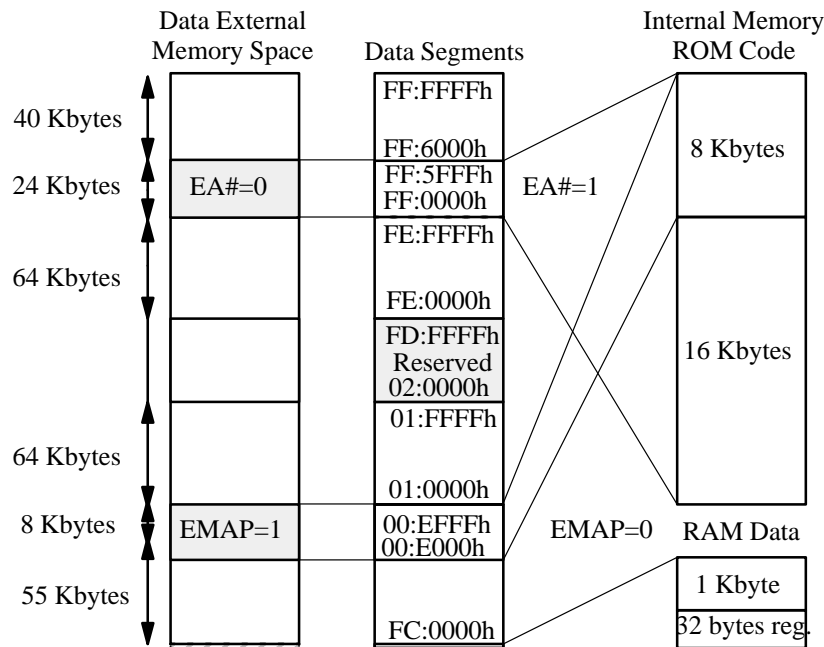 Data External
Memory Space
Data Segments
Internal Memory
ROM Code
40 Kbytes
24 Kbytes
64 Kbytes
64 Kbytes
8 Kbytes
55 Kbytes
EA#=0
EMAP=1
FF:FFFFh
FF:6000h
FF:5FFFh
FF:0000h
FE:FFFFh
FE:0000h
FD:FFFFh
Reserved
02:0000h
01:FFFFh
01:0000h
00:EFFFh
00:E000h
FC:0000h
EA#=1
EMAP=0
8 Kbytes
16 Kbytes
RAM Data
1 Kbyte
32 bytes reg.